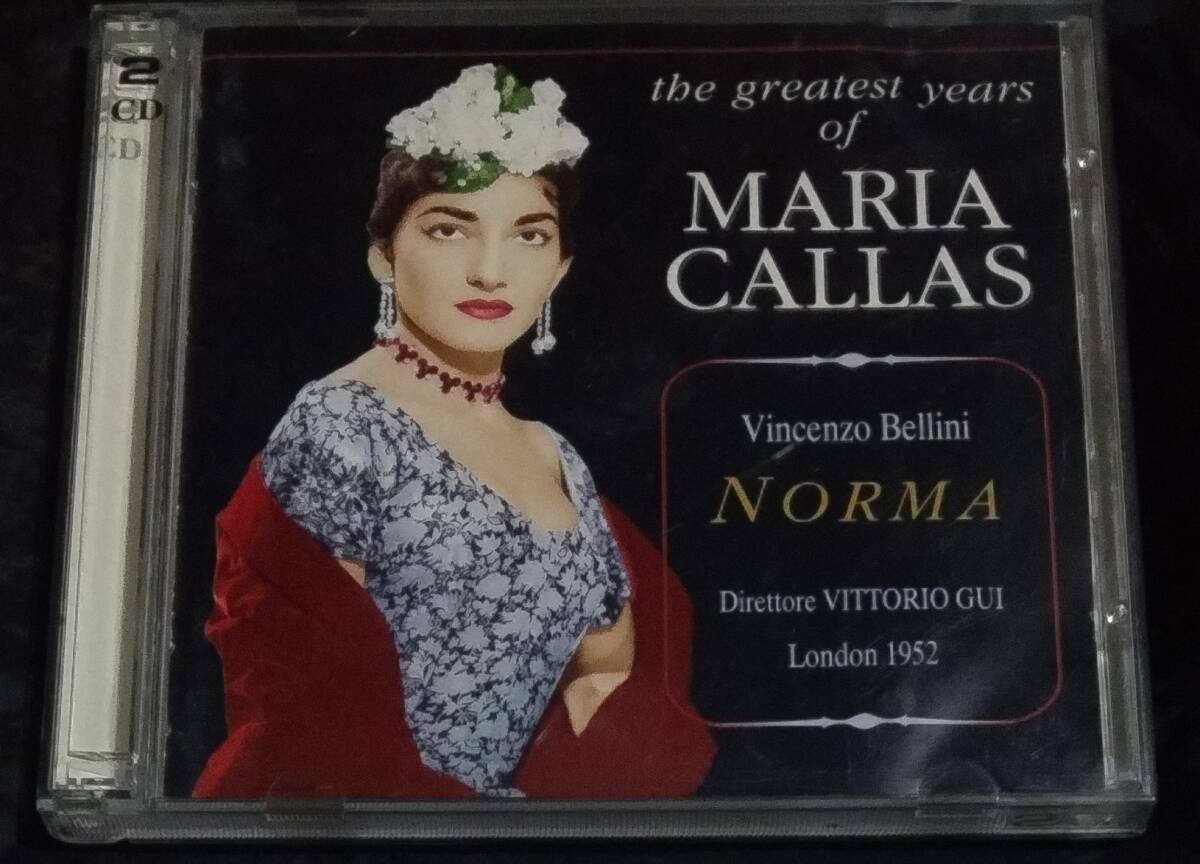 2
CD
CD
the greatest years
of
MARIA
CALLAS
Vincenzo Bellini
NORMA
Direttore VITTORIO GUI
London 1952